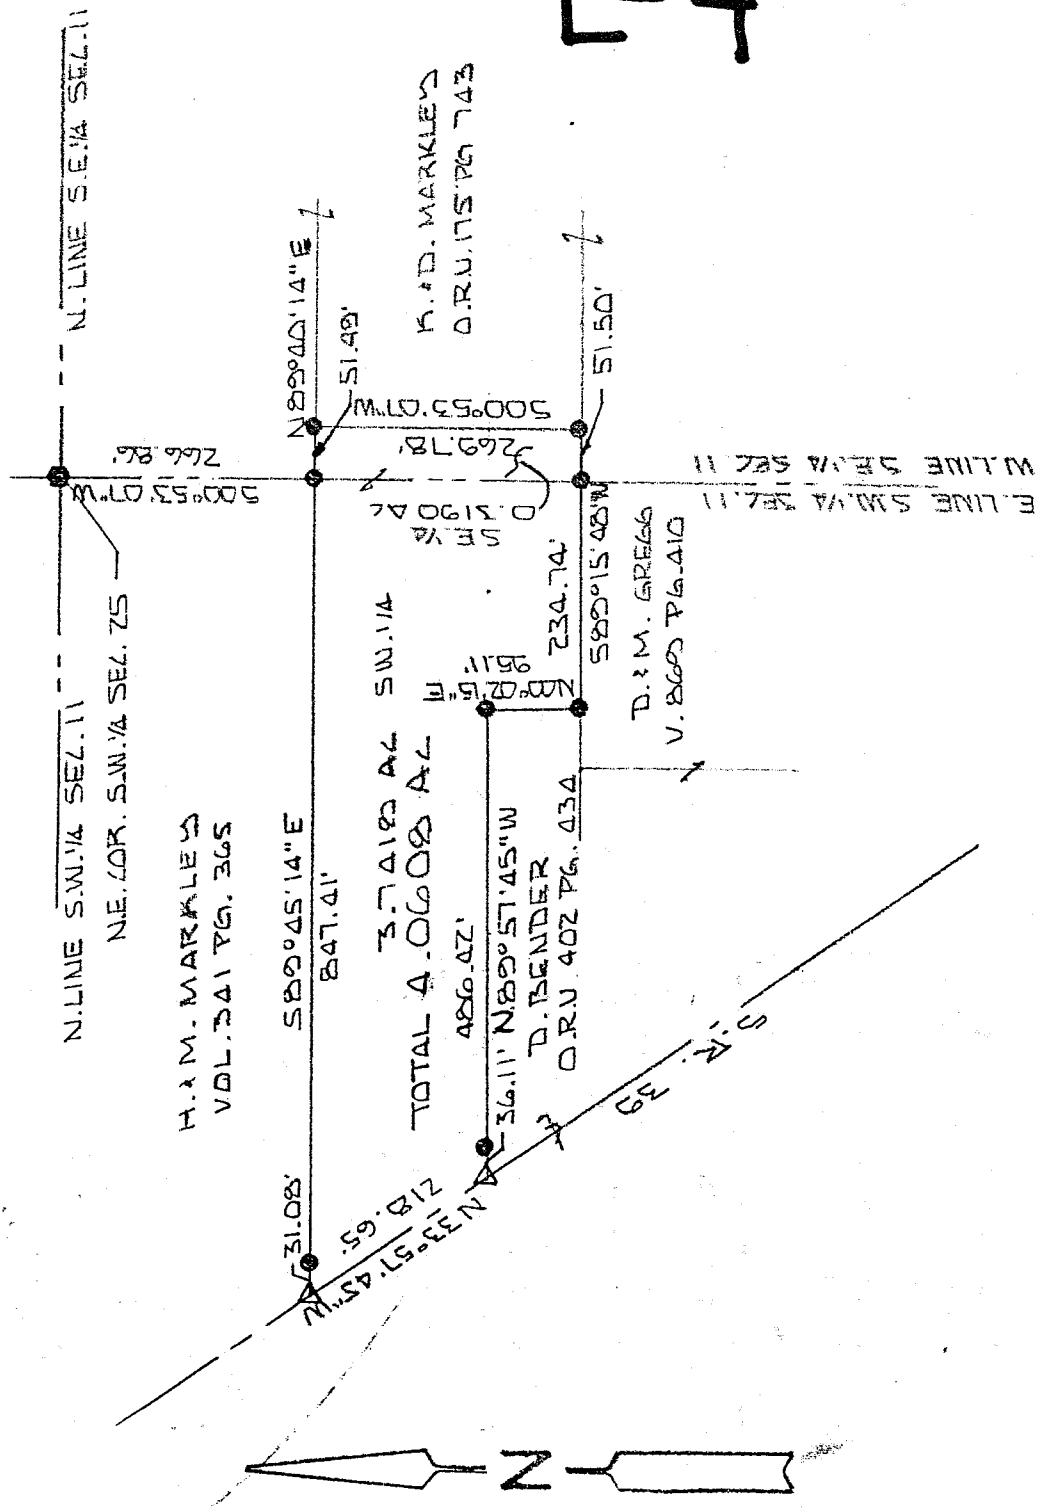 N. LINE S.W.1/4 SEC. 11
N. LINE S.E.1/4 SEC. 11
N.E. COR. S.W.1/4 SEC. 25
S00°53'07"W
266.86'
H. & M. MARKLEY
VOL. 341 PG. 365
K. & D. MARKLEY
O.R.V. 175 PG 743
31.08'
S89°45'14"E
847.41'
N89°40'14"E
51.49'
S00°53'07"W
269.78'
3.7418 AC SW.1/4
TOTAL 4.0608 AC
SE 1/4
0.3190 AC
218.65'
N33°57'45"W
36.11'
486.42'
N.89°57'45"W
N00°02'15"E
95.11'
234.74'
S89°15'48"W
51.50'
D. BENDER
O.R.V. 402 PG. 434
D. & M. GREGG
V. 869 PG. 410
E. LINE S.W. 1/4 SEC. 11
W. LINE S.E. 1/4 SEC 11
S.R. 39
N